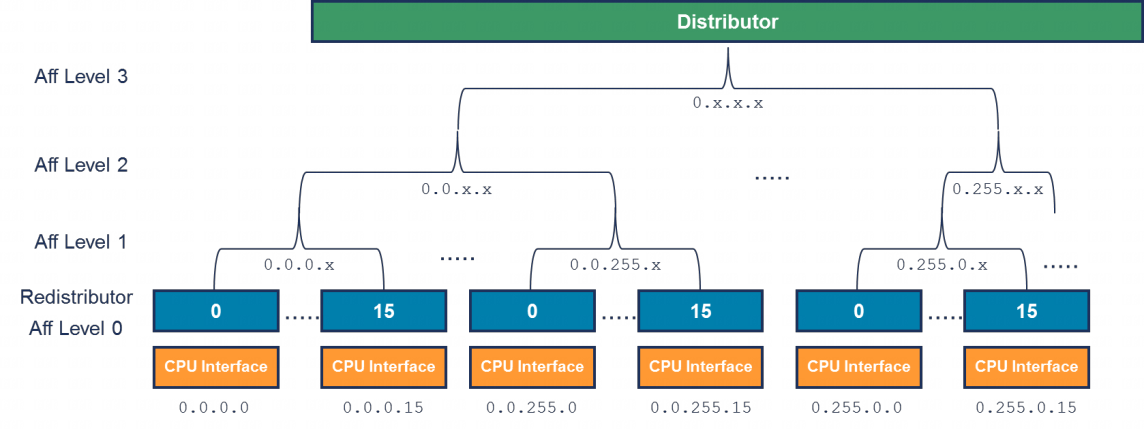 Distributor
Aff Level 3
0.x.x.x
Aff Level 2
0.0.x.x
.....
0.255.x.x
Aff Level 1
0.0.0.x
.....
0.0.255.x
0.255.0.x
.....
Redistributor
Aff Level 0
0 ..... 15 0 ..... 15 0 ..... 15
CPU Interface CPU Interface CPU Interface CPU Interface CPU Interface CPU Interface
0.0.0.0 0.0.0.15 0.0.255.0 0.0.255.15 0.255.0.0 0.255.0.15